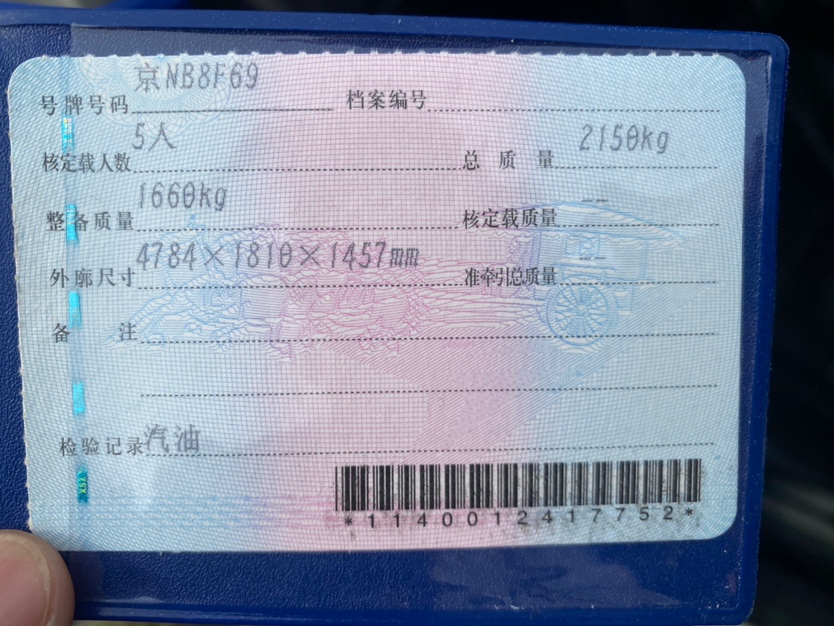 号牌号码 京NB8F69 档案编号
核定载人数 5人 总质量 2150kg
整备质量 1660kg 核定载质量 --
外廓尺寸 4784×1810×1457mm 准牵引总质量 --
备注
检验记录 汽油
*1140012417752*